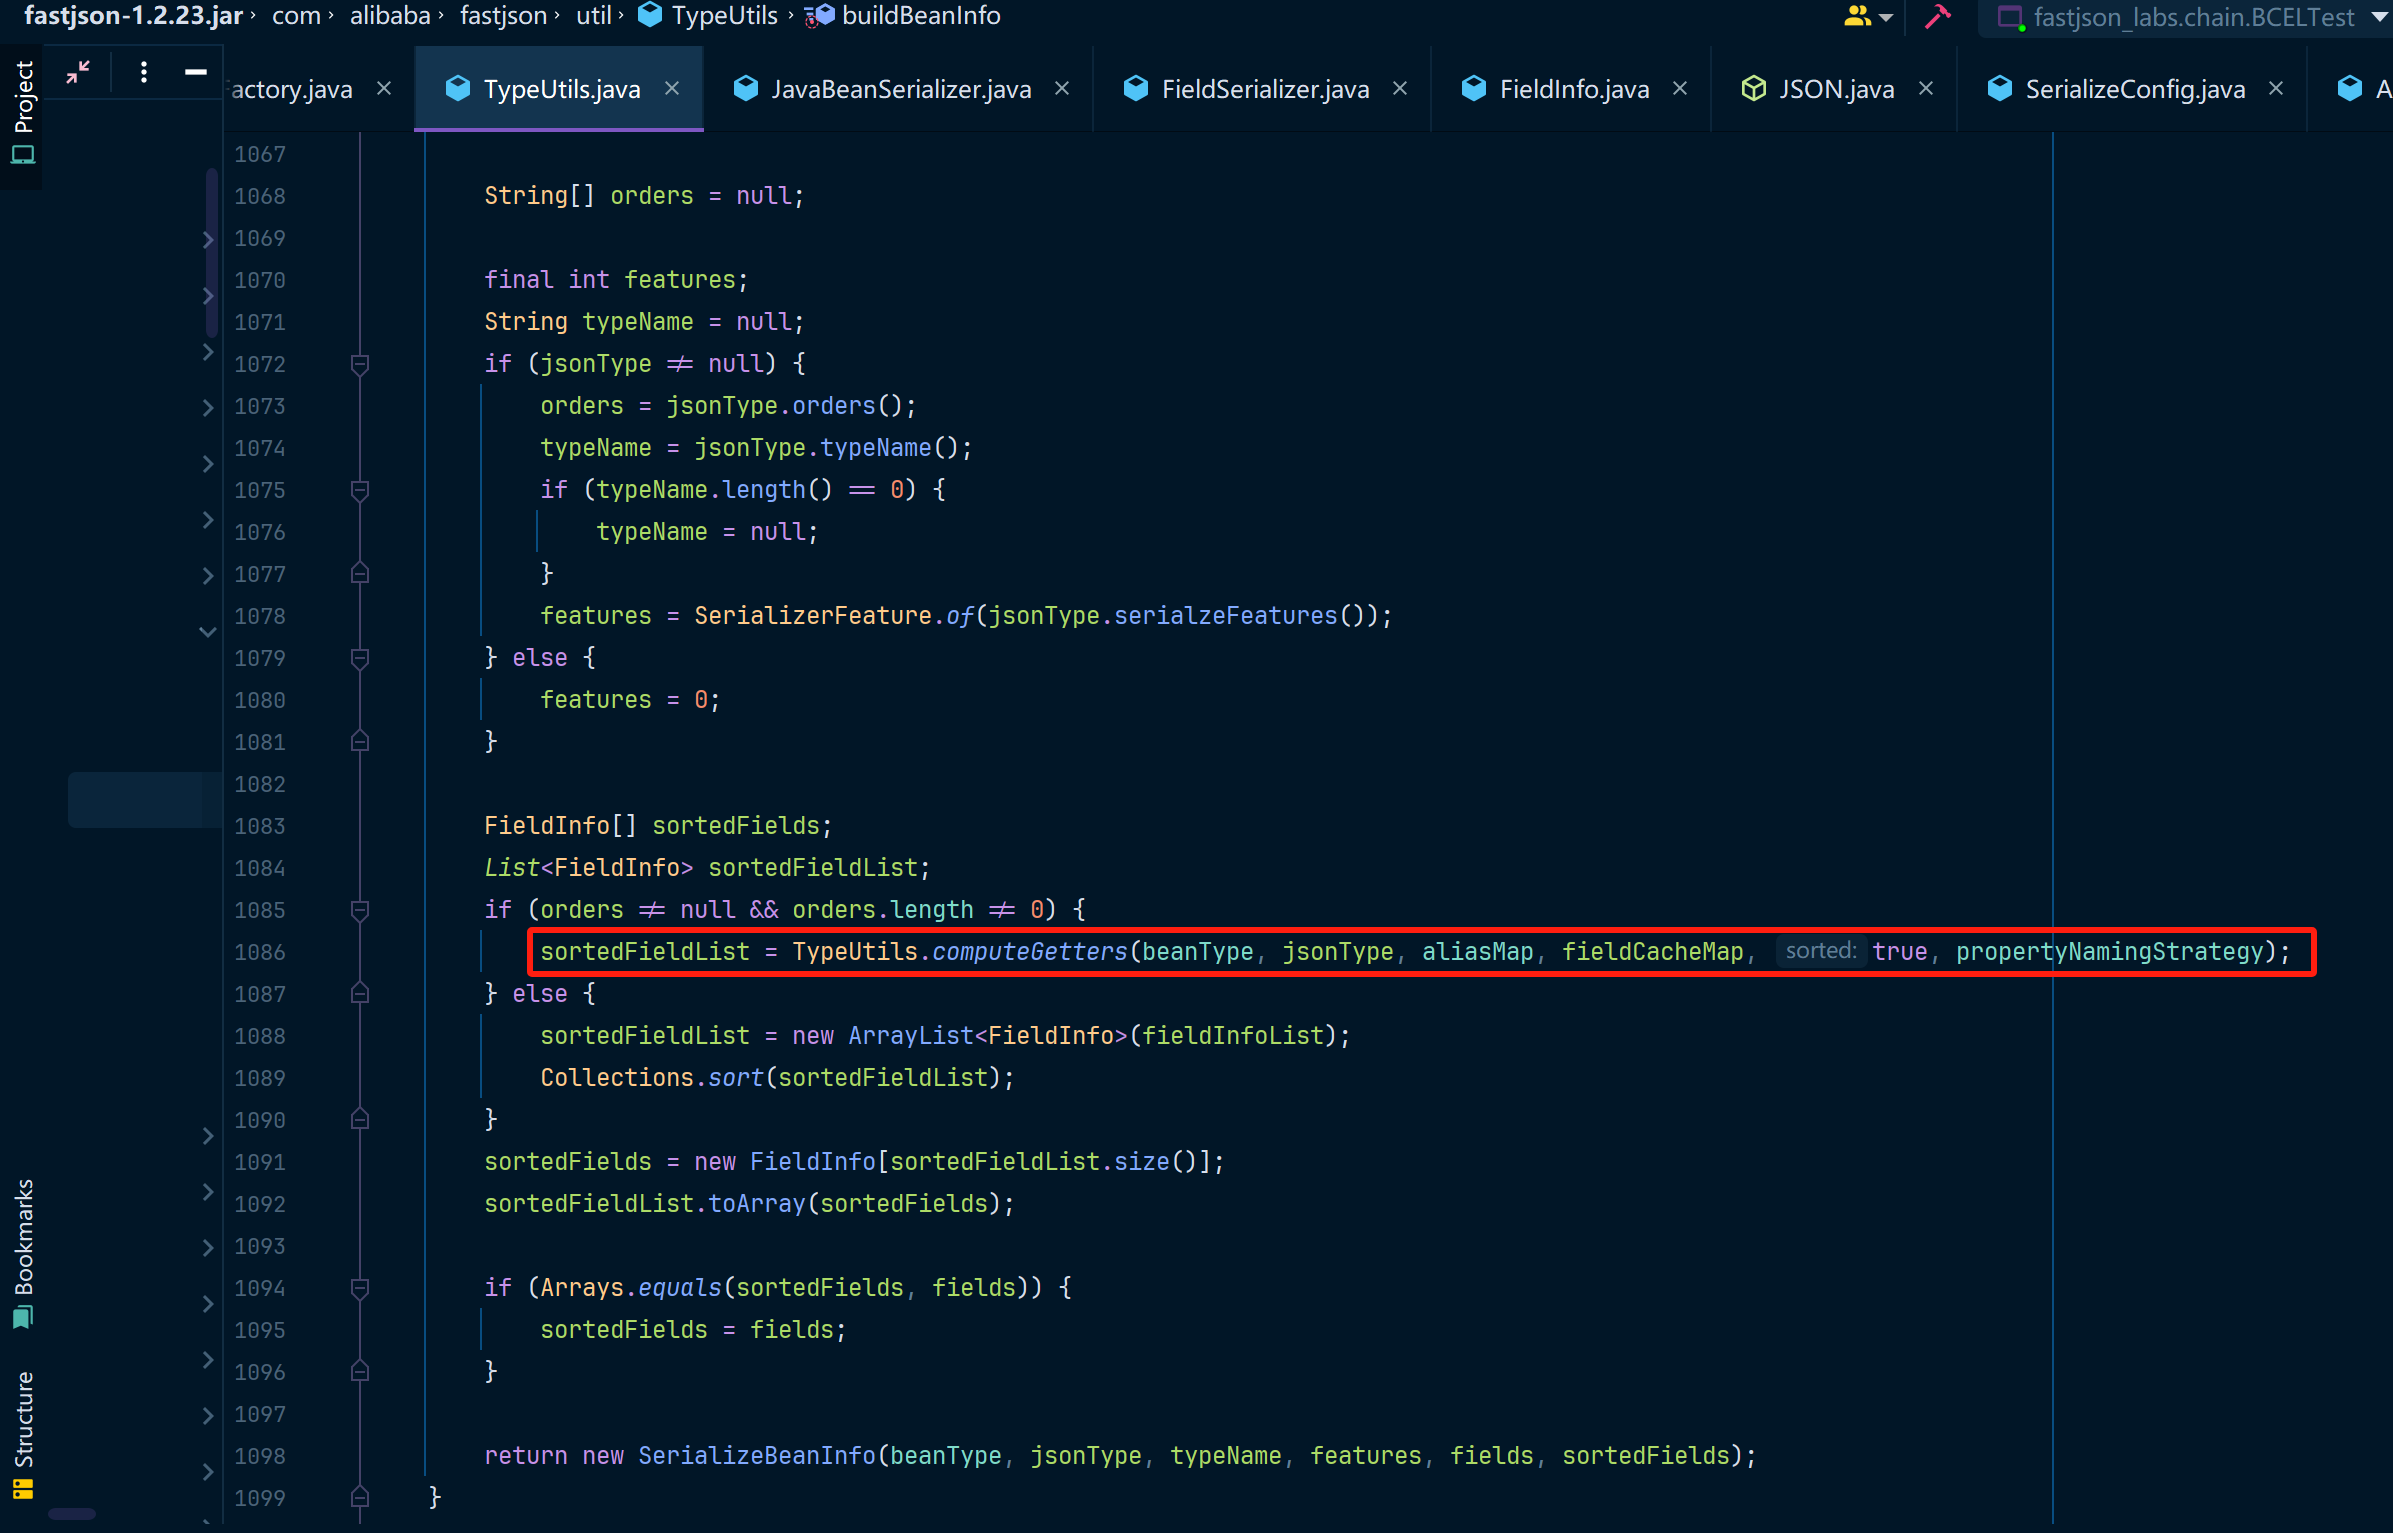 fastjson-1.2.23.jar › com › alibaba › fastjson › util › TypeUtils › buildBeanInfo
fastjson_labs.chain.BCELTest
Project
actory.java
TypeUtils.java
JavaBeanSerializer.java
FieldSerializer.java
FieldInfo.java
JSON.java
SerializeConfig.java
A
1067
1068 String[] orders = null;
1069
1070 final int features;
1071 String typeName = null;
1072 if (jsonType != null) {
1073 orders = jsonType.orders();
1074 typeName = jsonType.typeName();
1075 if (typeName.length() == 0) {
1076 typeName = null;
1077 }
1078 features = SerializerFeature.of(jsonType.serialzeFeatures());
1079 } else {
1080 features = 0;
1081 }
1082
1083 FieldInfo[] sortedFields;
1084 List<FieldInfo> sortedFieldList;
1085 if (orders != null && orders.length != 0) {
1086 sortedFieldList = TypeUtils.computeGetters(beanType, jsonType, aliasMap, fieldCacheMap, sorted: true, propertyNamingStrategy);
1087 } else {
1088 sortedFieldList = new ArrayList<FieldInfo>(fieldInfoList);
1089 Collections.sort(sortedFieldList);
1090 }
1091 sortedFields = new FieldInfo[sortedFieldList.size()];
1092 sortedFieldList.toArray(sortedFields);
1093
1094 if (Arrays.equals(sortedFields, fields)) {
1095 sortedFields = fields;
1096 }
1097
1098 return new SerializeBeanInfo(beanType, jsonType, typeName, features, fields, sortedFields);
1099 }
Bookmarks
Structure